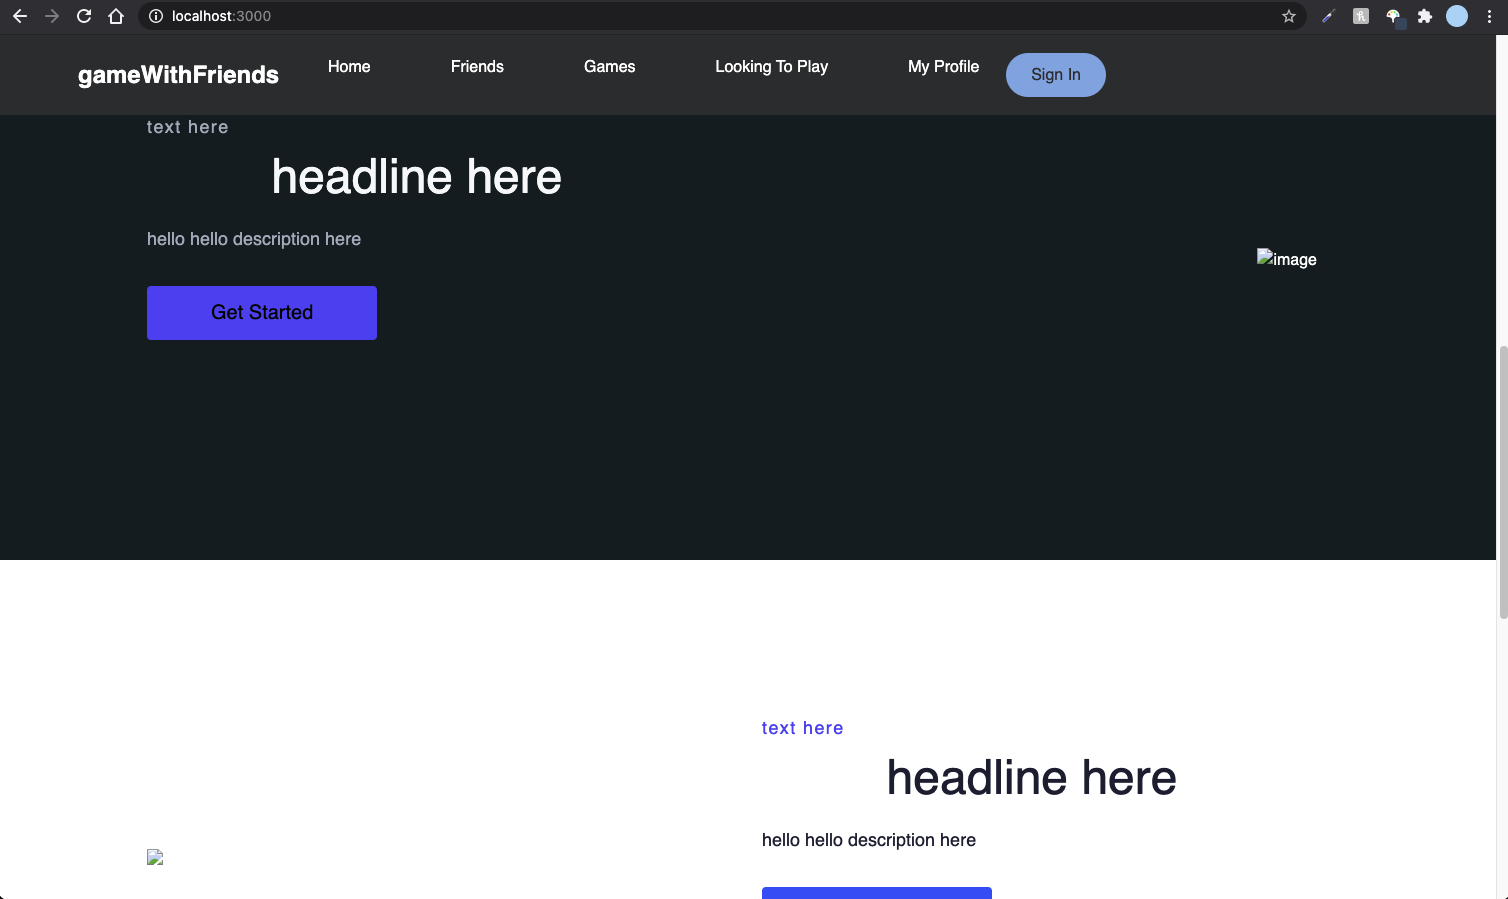 localhost:3000
gameWithFriends Home Friends Games Looking To Play My Profile Sign In
text here
headline here
hello hello description here
image
Get Started
text here
headline here
hello hello description here